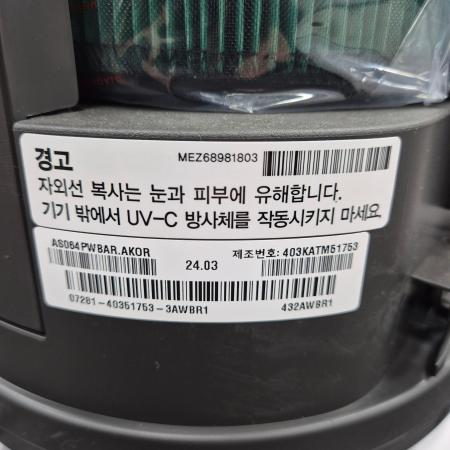 경고
MEZ68981803
자외선 복사는 눈과 피부에 유해합니다.
기기 밖에서 UV-C 방사체를 작동시키지 마세요.
AS064PWBAR.AKOR
24.03
제조번호: 403KATM51753
07281-40351753-3AWBR1
432AWBR1